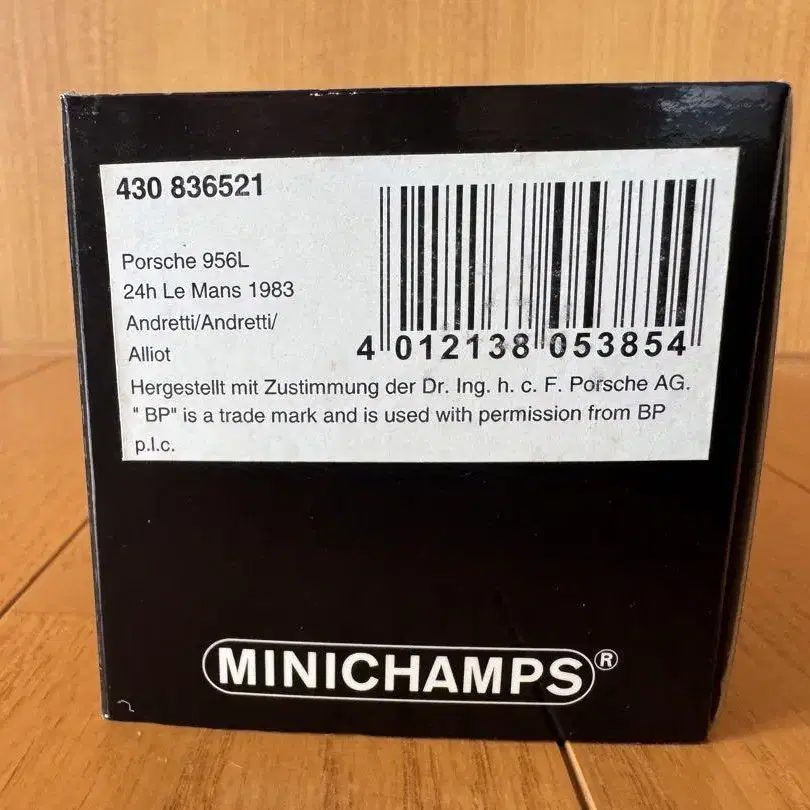 430 836521
Porsche 956L
24h Le Mans 1983
Andretti/Andretti/
Alliot
4 012138 053854
Hergestellt mit Zustimmung der Dr. Ing. h. c. F. Porsche AG.
" BP" is a trade mark and is used with permission from BP
p.l.c.
MINICHAMPS®